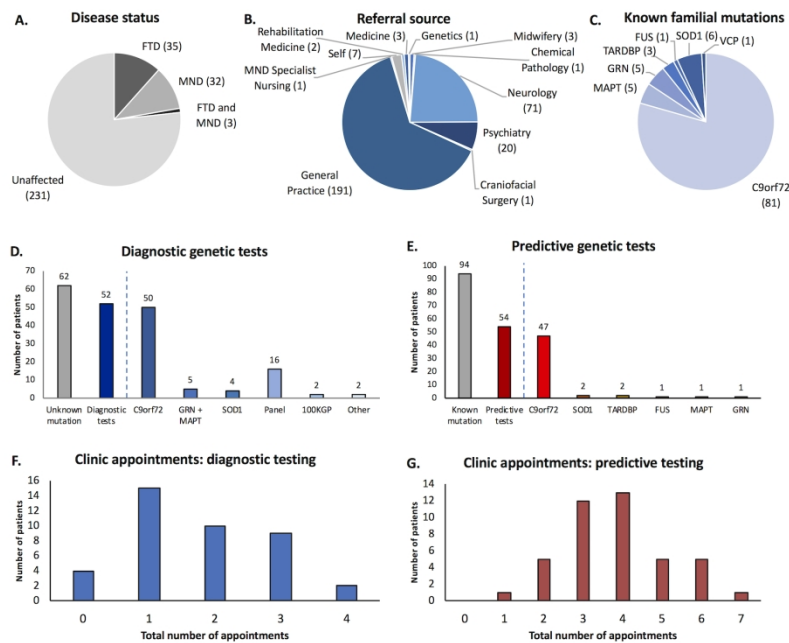 A.
Disease status
FTD (35)
MND (32)
FTD and
MND (3)
Unaffected
(231)
B.
Referral source
Rehabilitation
Medicine (2)
Medicine (3)
Genetics (1)
Midwifery (3)
Self (7)
Chemical
Pathology (1)
MND Specialist
Nursing (1)
Neurology
(71)
Psychiatry
(20)
General
Practice (191)
Craniofacial
Surgery (1)
C.
Known familial mutations
FUS (1)
SOD1 (6)
VCP (1)
TARDBP (3)
GRN (5)
MAPT (5)
C9orf72
(81)
D.
Diagnostic genetic tests
Number of patients
70
60
50
40
30
20
10
0
62
52
50
5
4
16
2
2
Unknown
mutation
Diagnostic
tests
C9orf72
GRN +
MAPT
SOD1
Panel
100KGP
Other
E.
Predictive genetic tests
Number of patients
100
90
80
70
60
50
40
30
20
10
0
94
54
47
2
2
1
1
1
Known
mutation
Predictive
tests
C9orf72
SOD1
TARDBP
FUS
MAPT
GRN
F.
Clinic appointments: diagnostic testing
Number of patients
16
14
12
10
8
6
4
2
0
0 1 2 3 4
Total number of appointments
G.
Clinic appointments: predictive testing
Number of patients
14
12
10
8
6
4
2
0
0 1 2 3 4 5 6 7
Total number of appointments